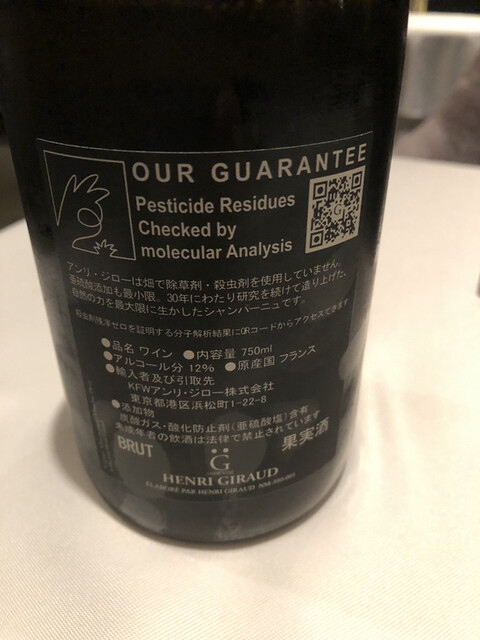 OUR GUARANTEE
Pesticide Residues
Checked by
molecular Analysis
アンリ・ジローは畑で除草剤・殺虫剤を使用していません。
亜硫酸添加も最小限。30年にわたり研究を続けて造り上げた、
自然の力を最大限に生かしたシャンパーニュです。
殺虫剤残滓ゼロを証明する分子解析結果にQRコードからアクセスできます
●品名 ワイン ●内容量 750ml
●アルコール分 12% ●原産国 フランス
●輸入者及び引取先
KFWアンリ・ジロー株式会社
東京都港区浜松町1-22-8
●添加物
炭酸ガス・酸化防止剤(亜硫酸塩)含有
未成年者の飲酒は法律で禁止されています
BRUT
果実酒
G
HENRI GIRAUD
ELABORÉ PAR HENRI GIRAUD